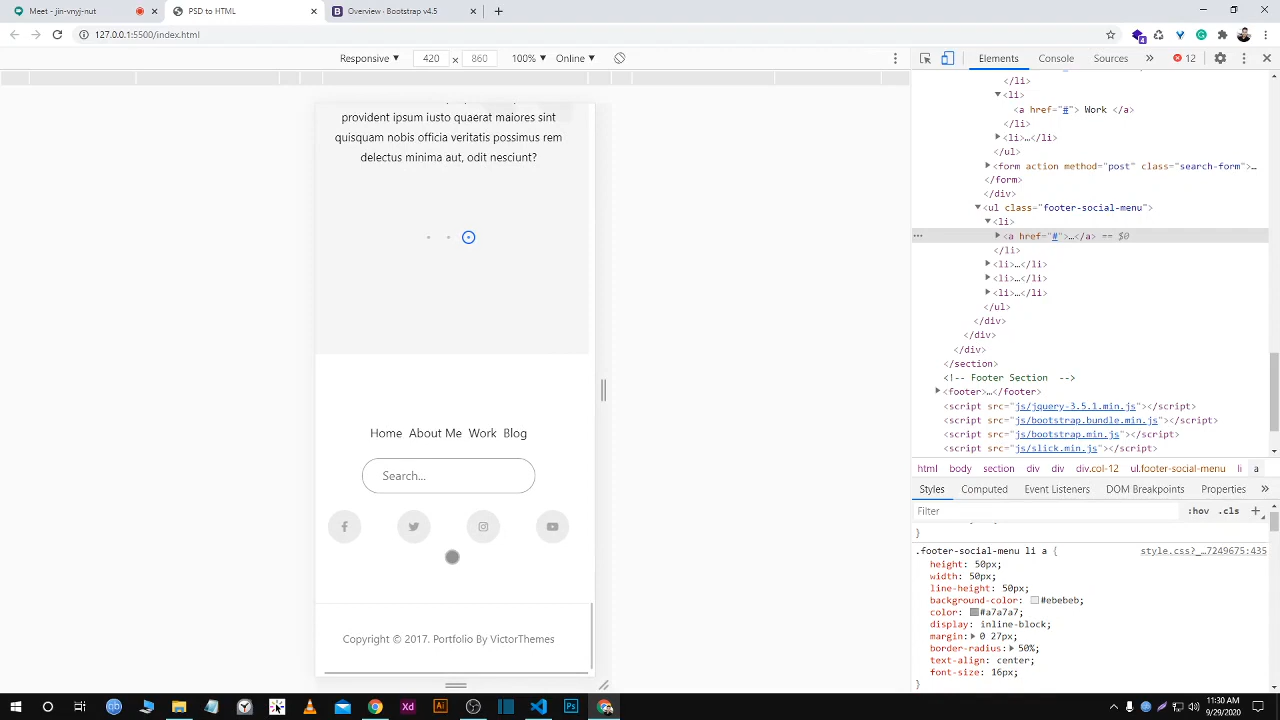 Meet - jin-vnyj-nut
PSD to HTML
Overview · Bootstrap v4.5
127.0.0.1:5500/index.html
Responsive ▼ 420 × 860 100% ▼ Online ▼
Elements Console Sources » 12
provident ipsum iusto quaerat maiores sint
quisquam nobis officia veritatis possimus rem
delectus minima aut, odit nesciunt?
Home About Me Work Blog
Search...
Copyright © 2017. Portfolio By VictorThemes
</li>
<li>
<a href="#"> Work </a>
</li>
<li>…</li>
</ul>
<form action method="post" class="search-form">…
</form>
</div>
<ul class="footer-social-menu">
<li>
<a href="#">…</a> == $0
</li>
<li>…</li>
<li>…</li>
<li>…</li>
</ul>
</div>
</div>
</div>
</section>
<!-- Footer Section -->
<footer>…</footer>
<script src="js/jquery-3.5.1.min.js"></script>
<script src="js/bootstrap.bundle.min.js"></script>
<script src="js/bootstrap.min.js"></script>
<script src="js/slick.min.js"></script>
html body section div div div.col-12 ul.footer-social-menu li a
Styles Computed Event Listeners DOM Breakpoints Properties »
Filter :hov .cls +
}
.footer-social-menu li a { style.css?_…7249675:435
height: 50px;
width: 50px;
line-height: 50px;
background-color: #ebebeb;
color: #a7a7a7;
display: inline-block;
margin: 0 27px;
border-radius: 50%;
text-align: center;
font-size: 16px;
}
11:30 AM
9/29/2020